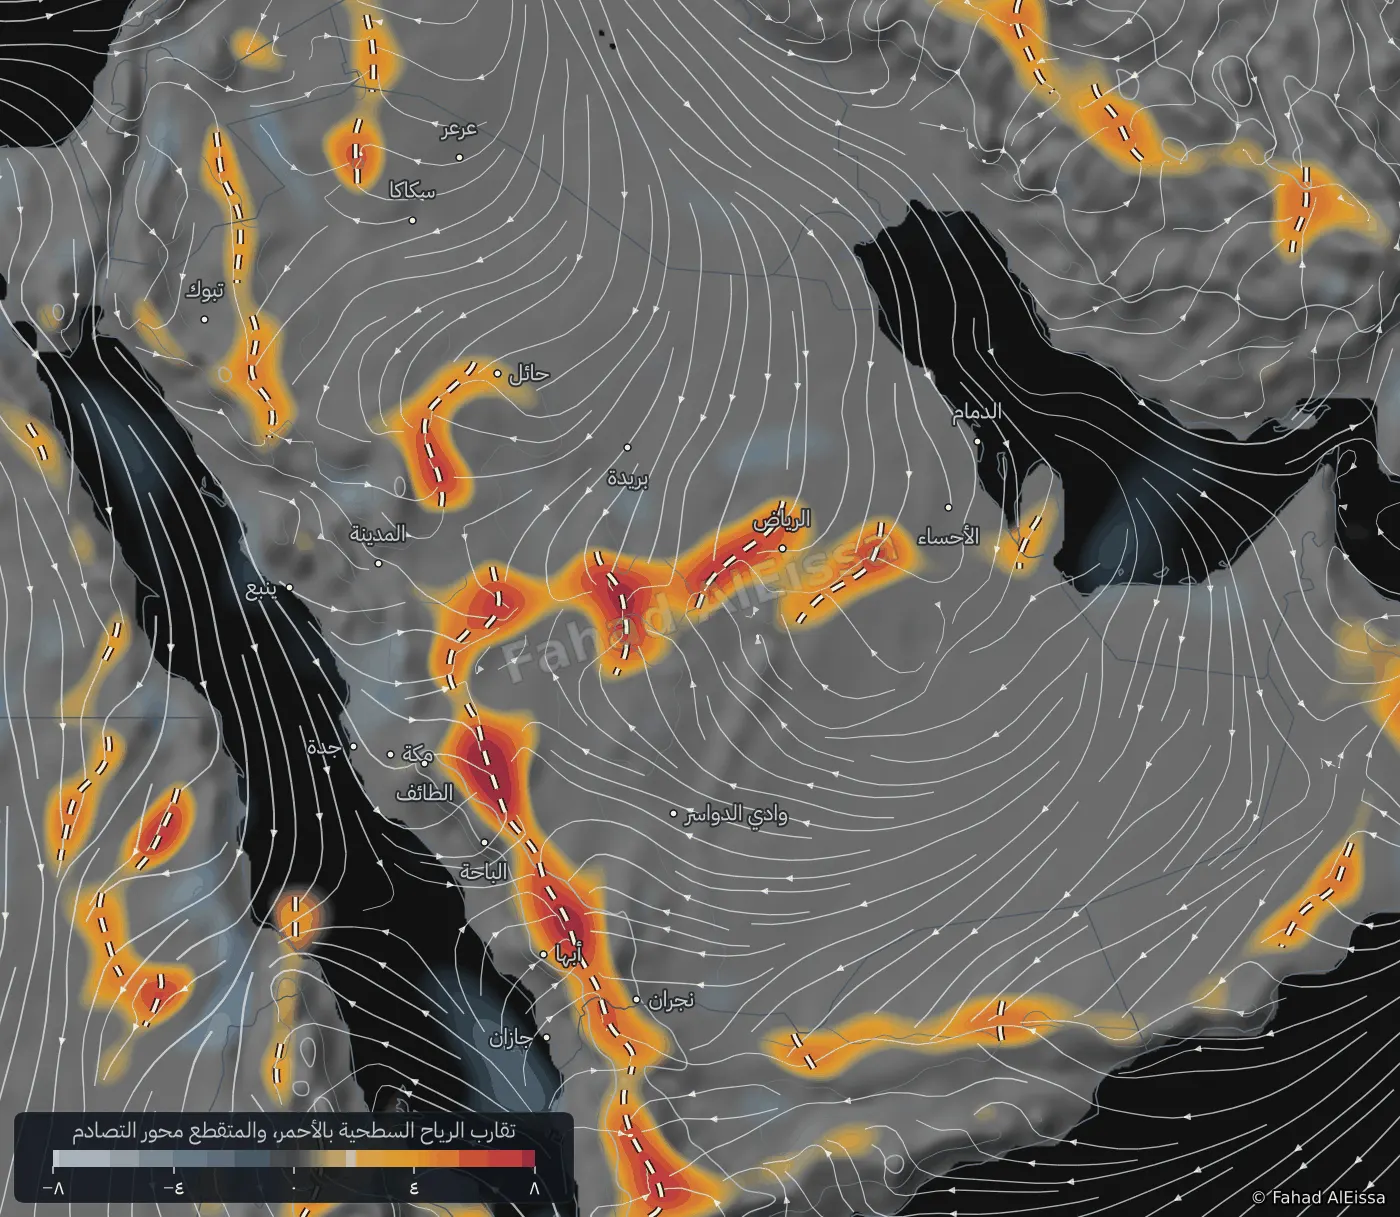 عرعر
سكاكا
تبوك
حائل
الدمام
بريدة
الرياض
الأحساء
المدينة
ينبع
Fahad AlEissa
جدة
مكة
الطائف
وادي الدواسر
الباحة
أبها
نجران
جازان
تقارب الرياح السطحية بالأحمر، والمتقطع محور التصادم
−٨ −٤ ٠ ٤ ٨
© Fahad AlEissa